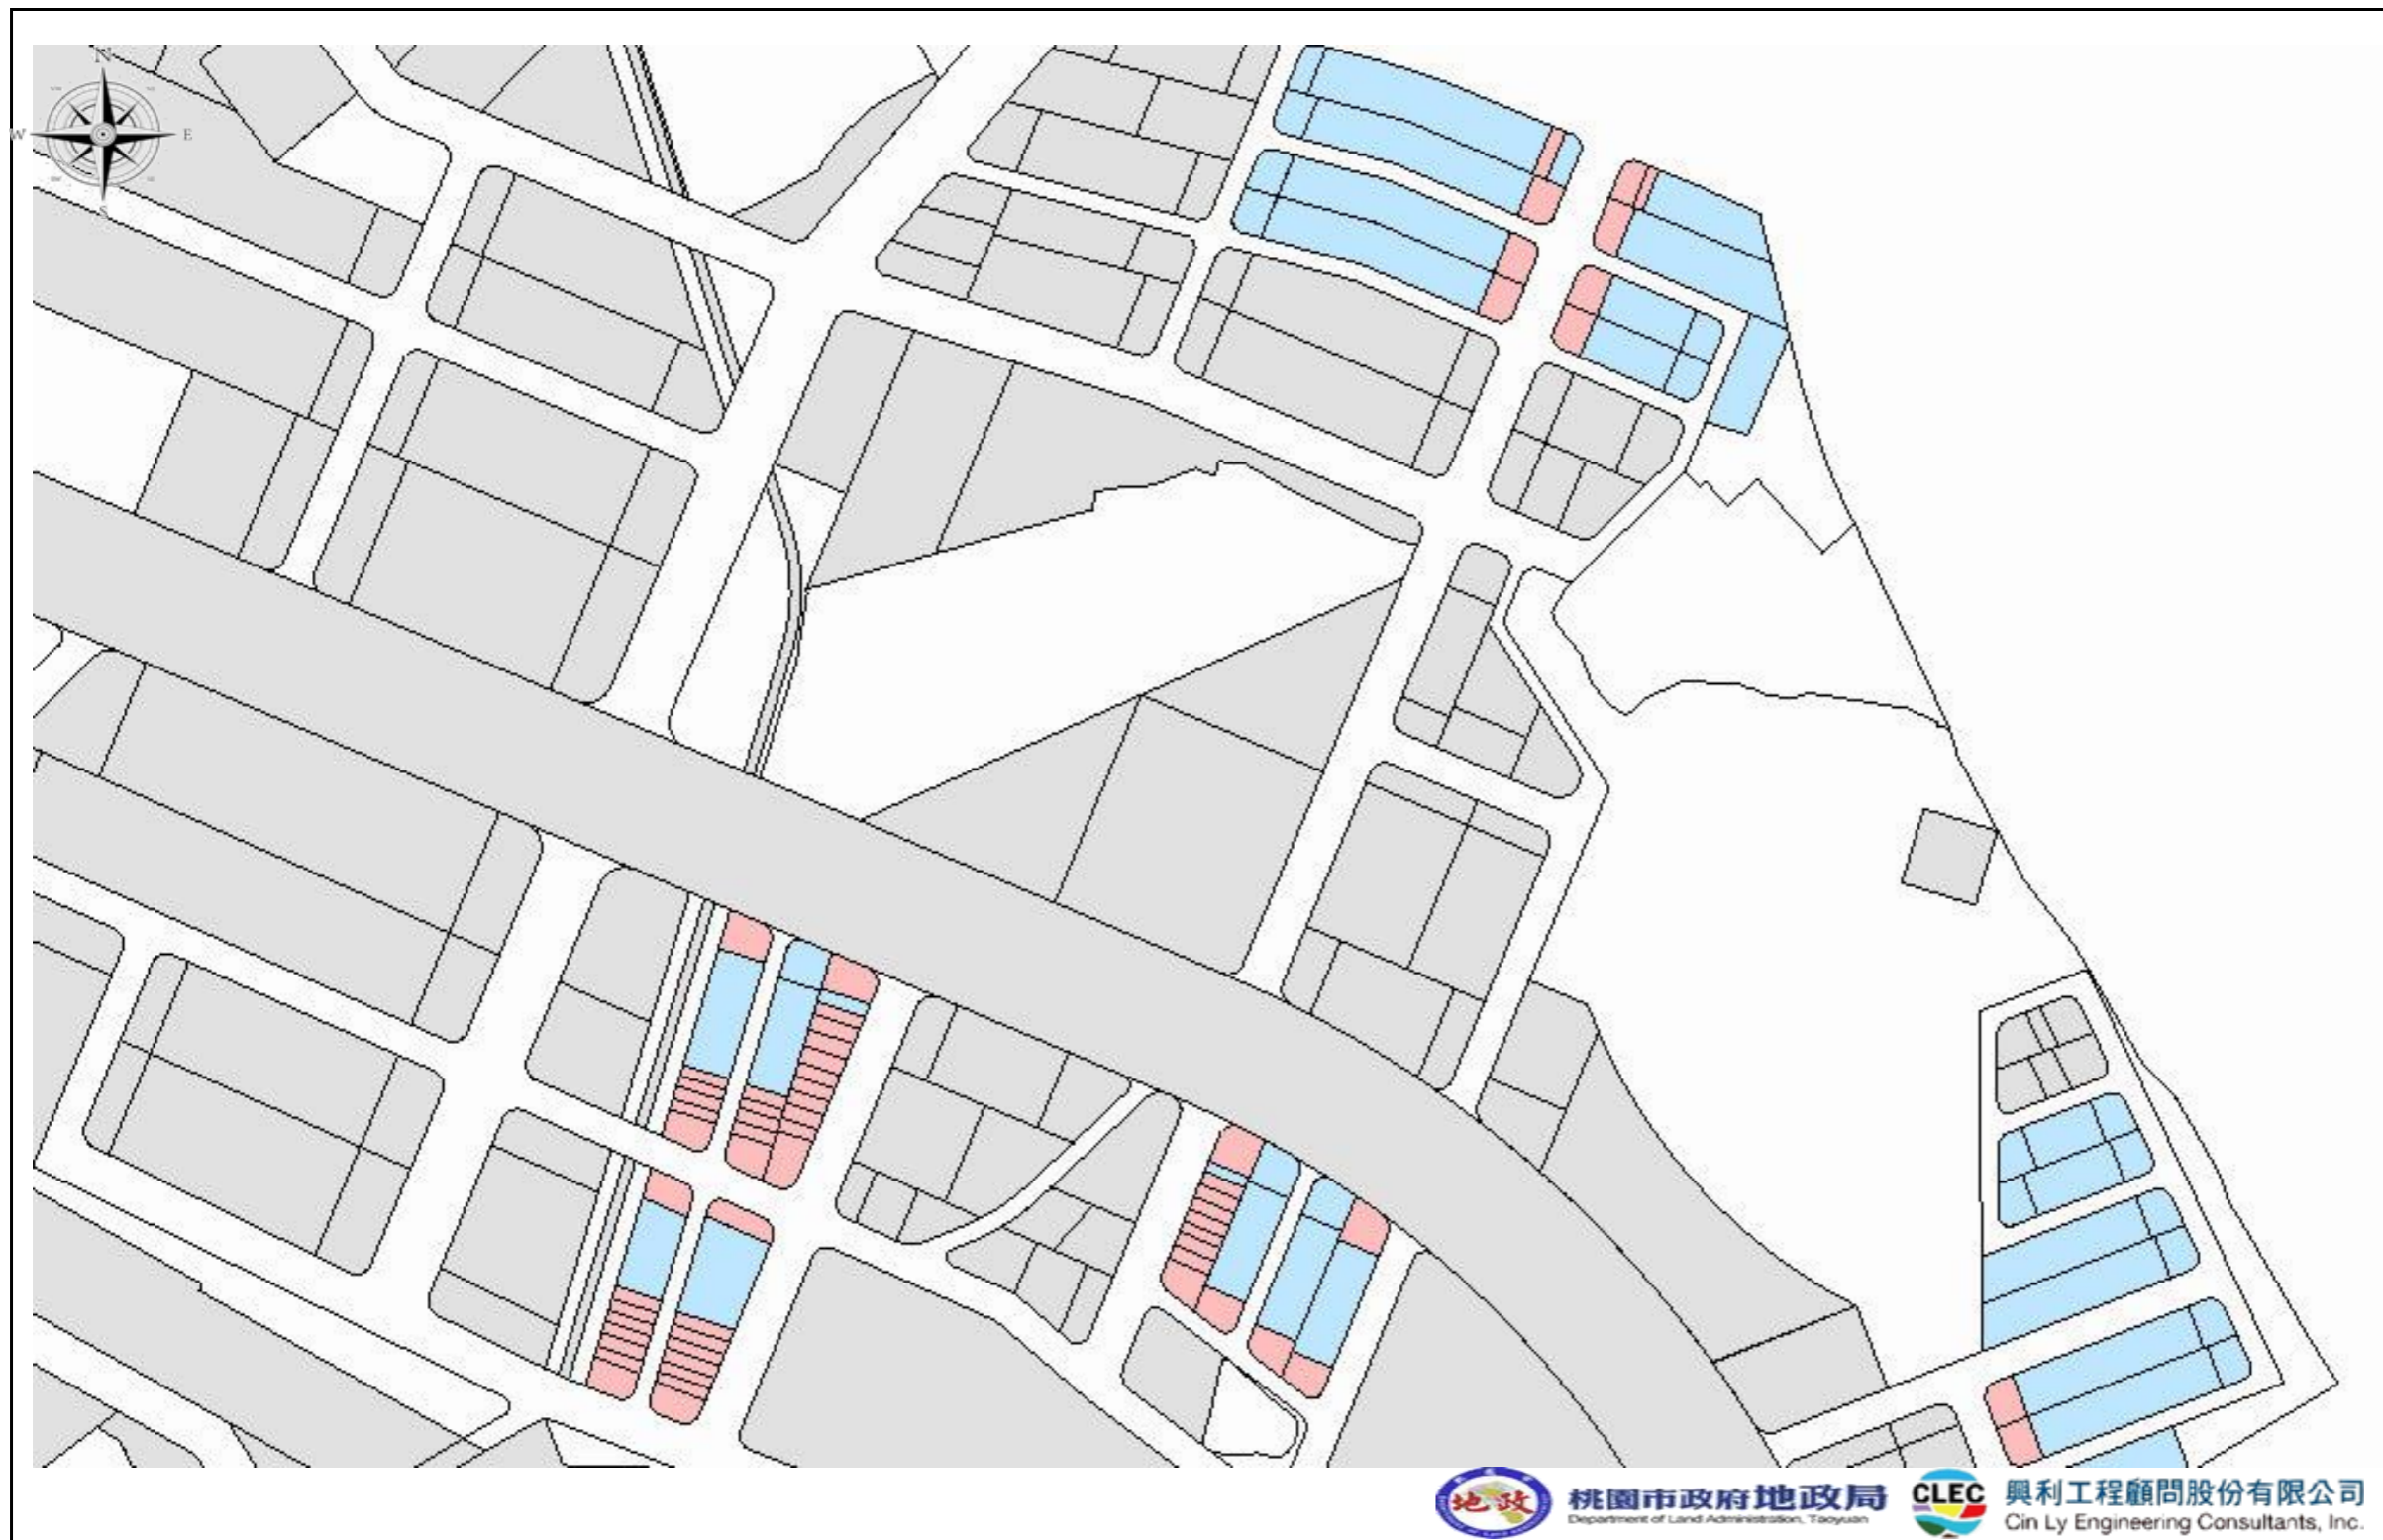 N
W E
S
地政
桃園市政府地政局
Department of Land Administration, Taoyuan
CLEC
興利工程顧問股份有限公司
Cin Ly Engineering Consultants, Inc.